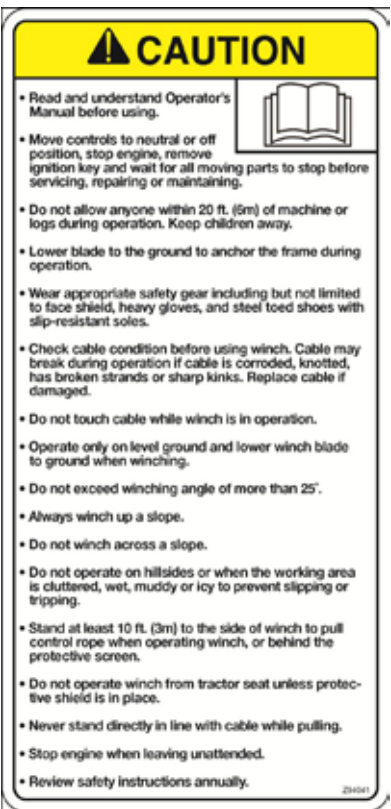 CAUTION
• Read and understand Operator's
Manual before using.
• Move controls to neutral or off
position, stop engine, remove
ignition key and wait for all moving parts to stop before
servicing, repairing or maintaining.
• Do not allow anyone within 20 ft. (6m) of machine or
logs during operation. Keep children away.
• Lower blade to the ground to anchor the frame during
operation.
• Wear appropriate safety gear including but not limited
to face shield, heavy gloves, and steel toed shoes with
slip-resistant soles.
• Check cable condition before using winch. Cable may
break during operation if cable is corroded, knotted,
has broken strands or sharp kinks. Replace cable if
damaged.
• Do not touch cable while winch is in operation.
• Operate only on level ground and lower winch blade
to ground when winching.
• Do not exceed winching angle of more than 25°.
• Always winch up a slope.
• Do not winch across a slope.
• Do not operate on hillsides or when the working area
is cluttered, wet, muddy or icy to prevent slipping or
tripping.
• Stand at least 10 ft. (3m) to the side of winch to pull
control rope when operating winch, or behind the
protective screen.
• Do not operate winch from tractor seat unless protec-
tive shield is in place.
• Never stand directly in line with cable while pulling.
• Stop engine when leaving unattended.
• Review safety instructions annually.